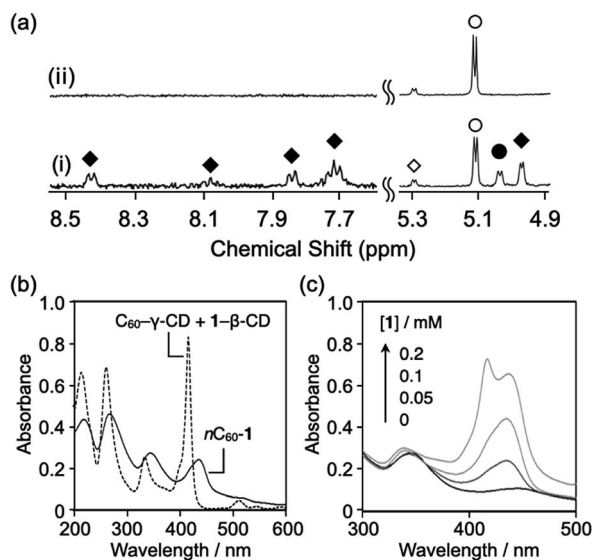 (a)
(ii)
(i)
8.5 8.3 8.1 7.9 7.7 5.3 5.1 4.9
Chemical Shift (ppm)
(b) (c)
1.0
0.8
0.6
0.4
0.2
0
200 300 400 500 600
Absorbance
Wavelength / nm
C₆₀–γ-CD + 1–β-CD
nC₆₀-1
1.0
0.8
0.6
0.4
0.2
0
300 400 500
Absorbance
Wavelength / nm
[1] / mM
0.2
0.1
0.05
0